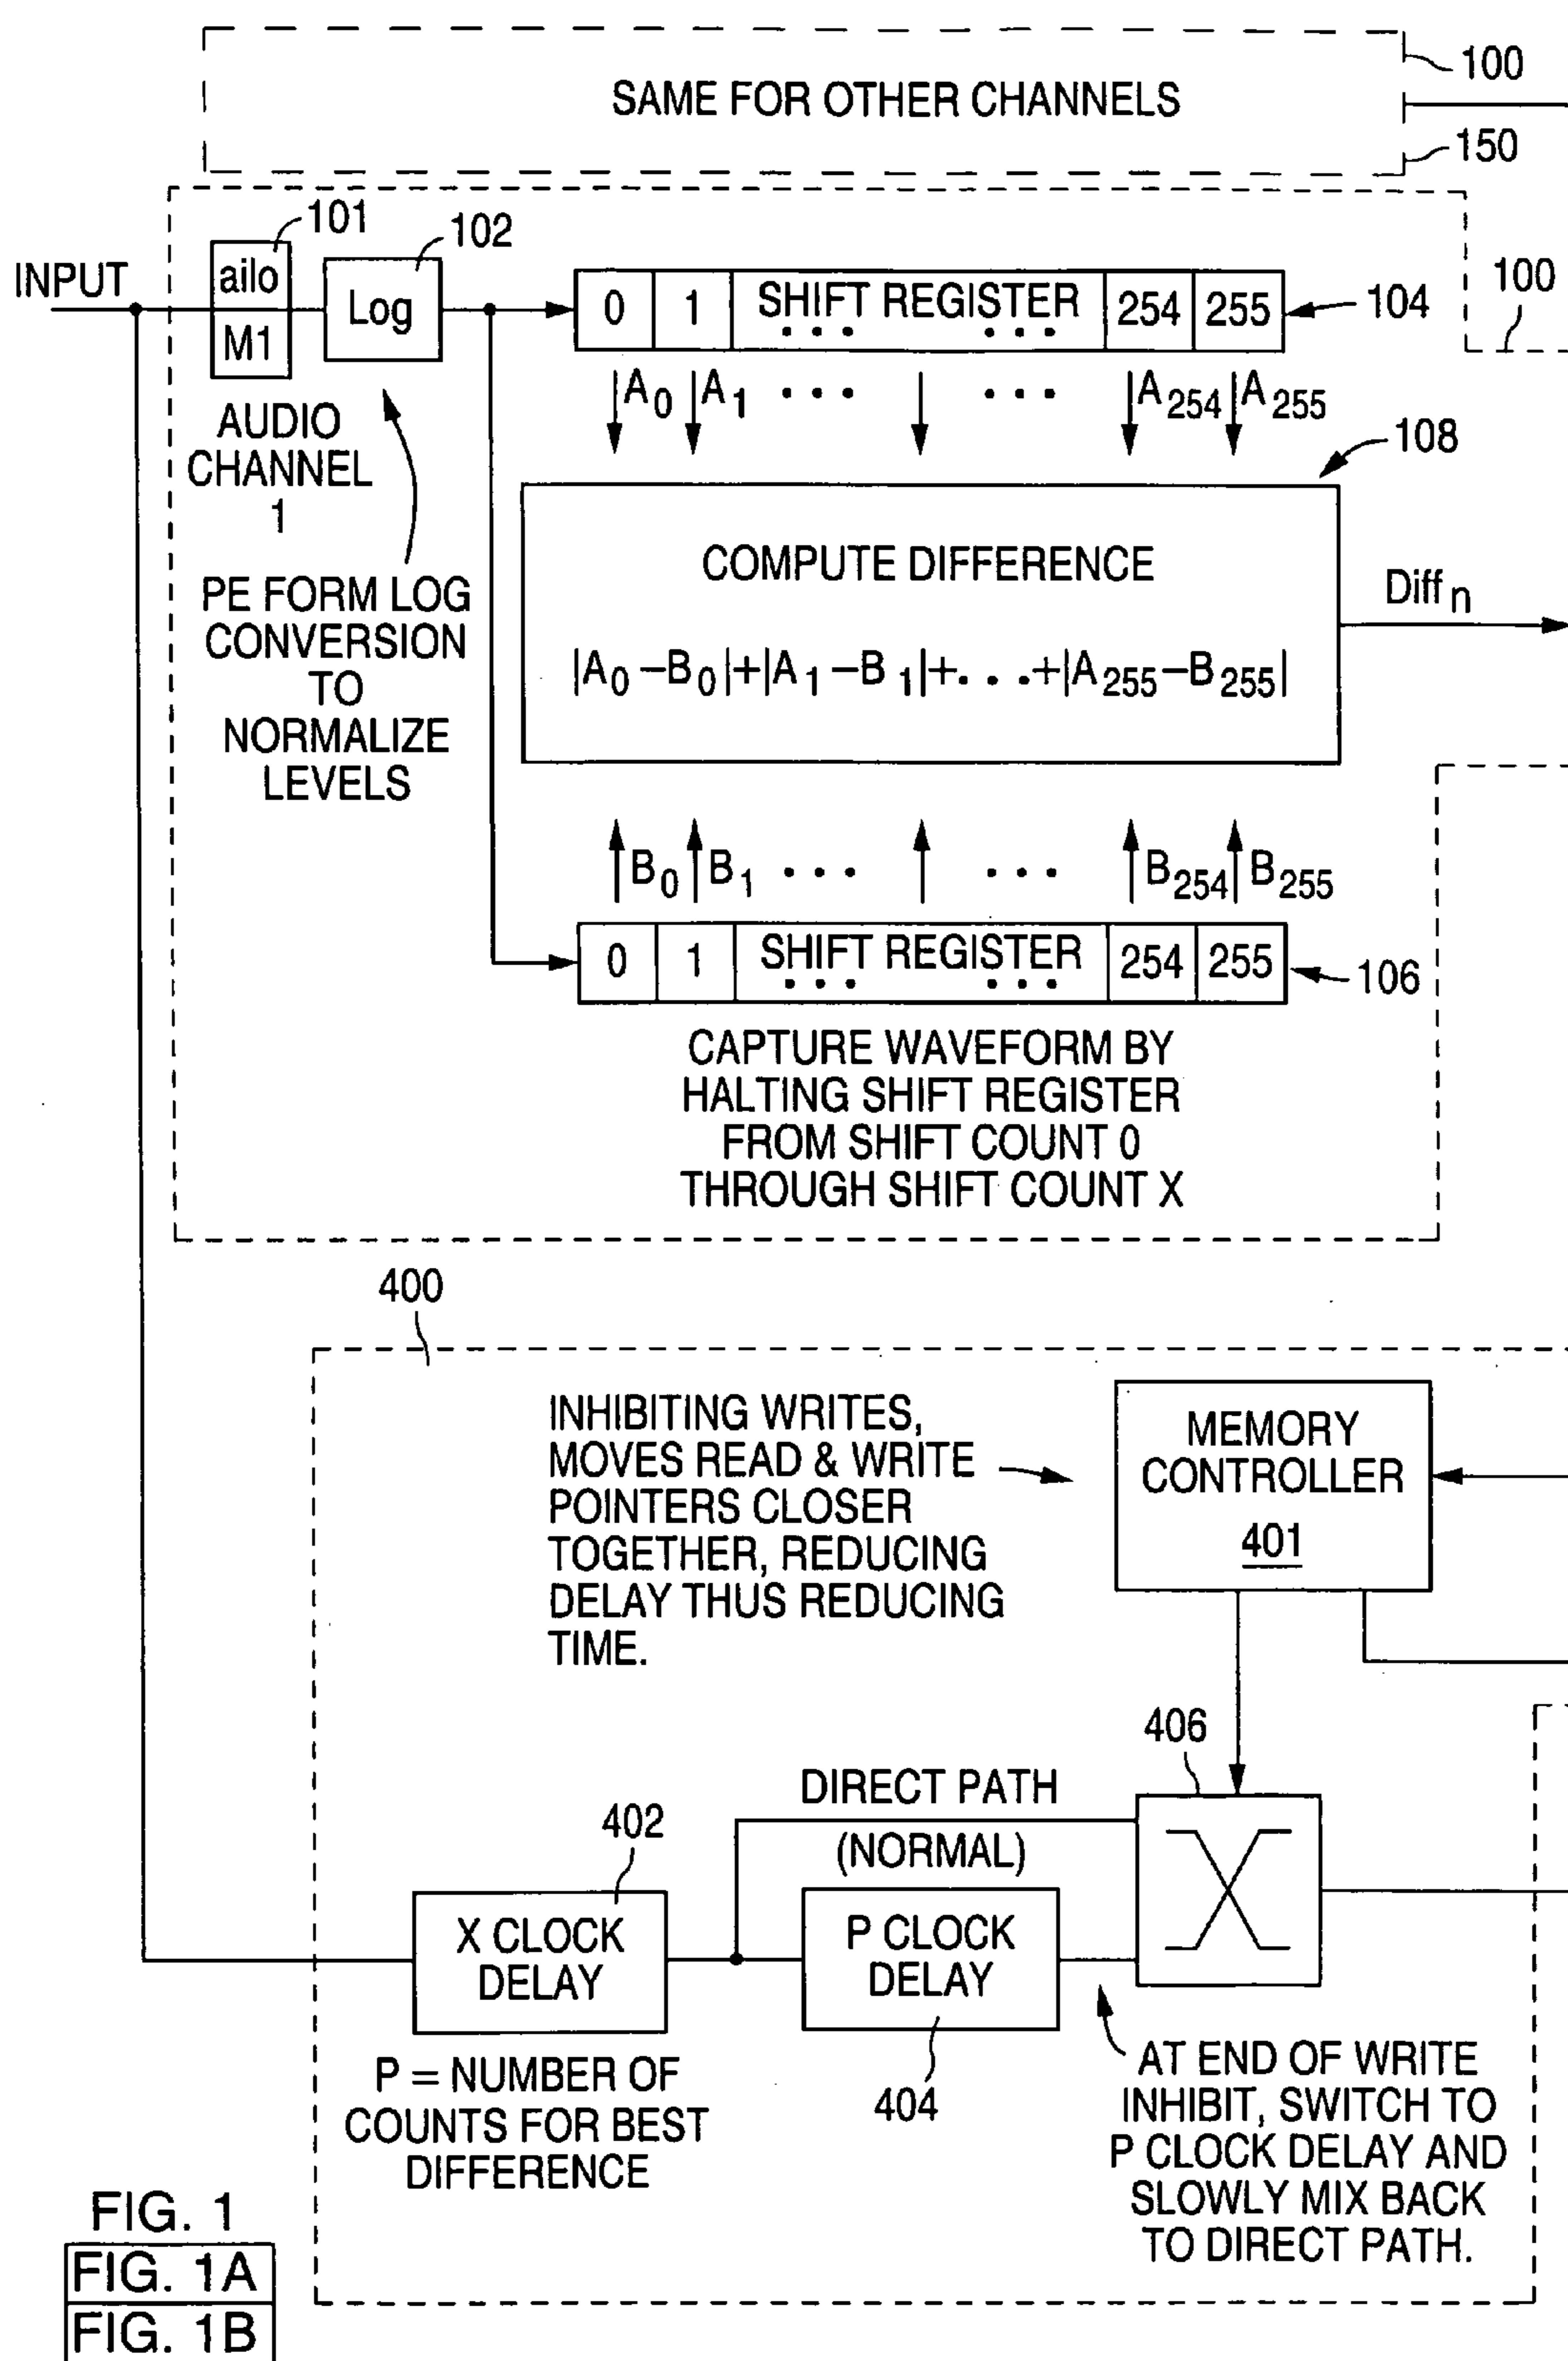 SAME FOR OTHER CHANNELS
100
150
INPUT
101
ailo
M1
AUDIO
CHANNEL
1
102
Log
PE FORM LOG
CONVERSION
TO
NORMALIZE
LEVELS
0 1 SHIFT REGISTER 254 255
• • • • • •
104
100
A0 A1 • • • • • • A254 A255
108
COMPUTE DIFFERENCE
|A0 – B0|+|A1 – B1|+. . .+|A255– B255|
Diff n
B0 B1 • • • • • • B254 B255
0 1 SHIFT REGISTER 254 255
• • • • • •
106
CAPTURE WAVEFORM BY
HALTING SHIFT REGISTER
FROM SHIFT COUNT 0
THROUGH SHIFT COUNT X
400
INHIBITING WRITES,
MOVES READ & WRITE
POINTERS CLOSER
TOGETHER, REDUCING
DELAY THUS REDUCING
TIME.
MEMORY
CONTROLLER
401
406
DIRECT PATH
(NORMAL)
402
X CLOCK
DELAY
P CLOCK
DELAY
404
P = NUMBER OF
COUNTS FOR BEST
DIFFERENCE
AT END OF WRITE
INHIBIT, SWITCH TO
P CLOCK DELAY AND
SLOWLY MIX BACK
TO DIRECT PATH.
FIG. 1
FIG. 1A
FIG. 1B